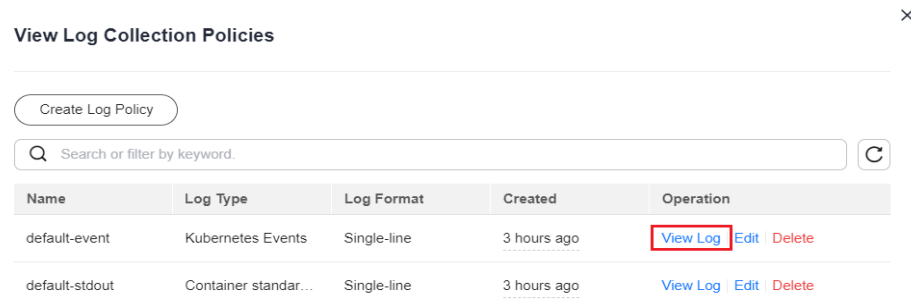 View Log Collection Policies
Create Log Policy
Search or filter by keyword.
Name Log Type Log Format Created Operation
default-event Kubernetes Events Single-line 3 hours ago View Log Edit Delete
default-stdout Container standar... Single-line 3 hours ago View Log Edit Delete